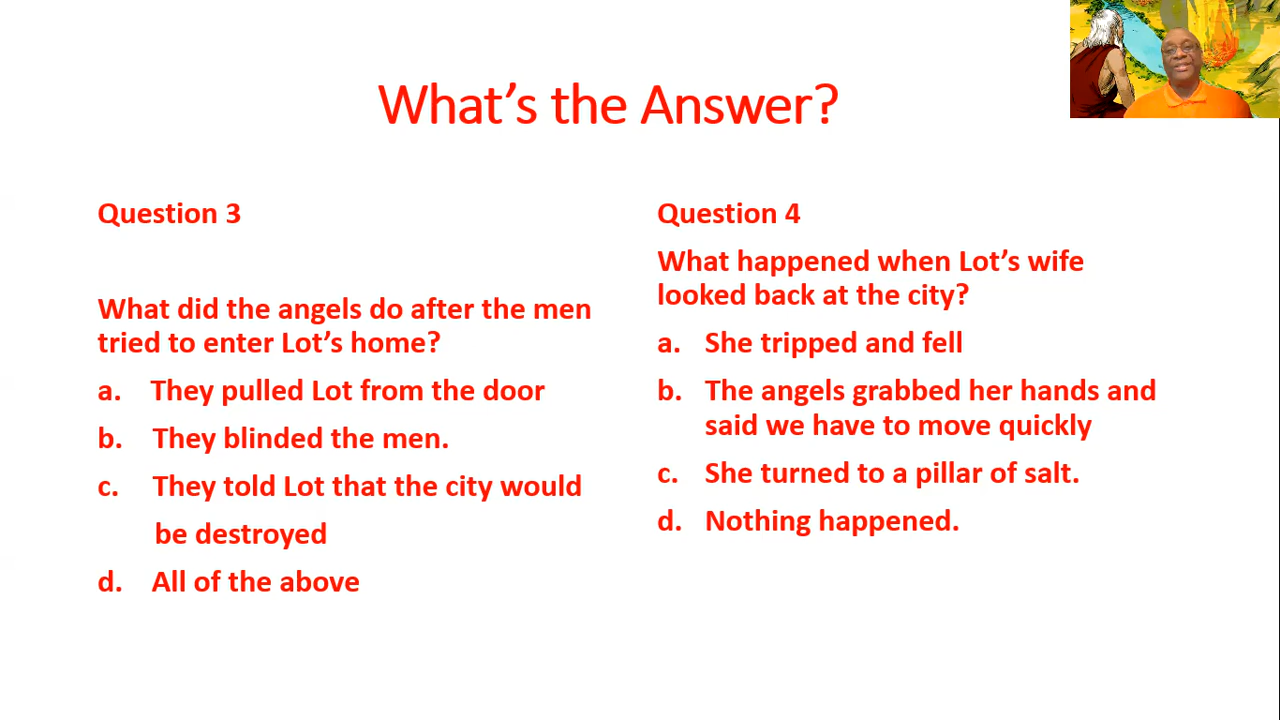 What's the Answer?
Question 3
What did the angels do after the men
tried to enter Lot's home?
a. They pulled Lot from the door
b. They blinded the men.
c. They told Lot that the city would
be destroyed
d. All of the above
Question 4
What happened when Lot's wife
looked back at the city?
a. She tripped and fell
b. The angels grabbed her hands and
said we have to move quickly
c. She turned to a pillar of salt.
d. Nothing happened.